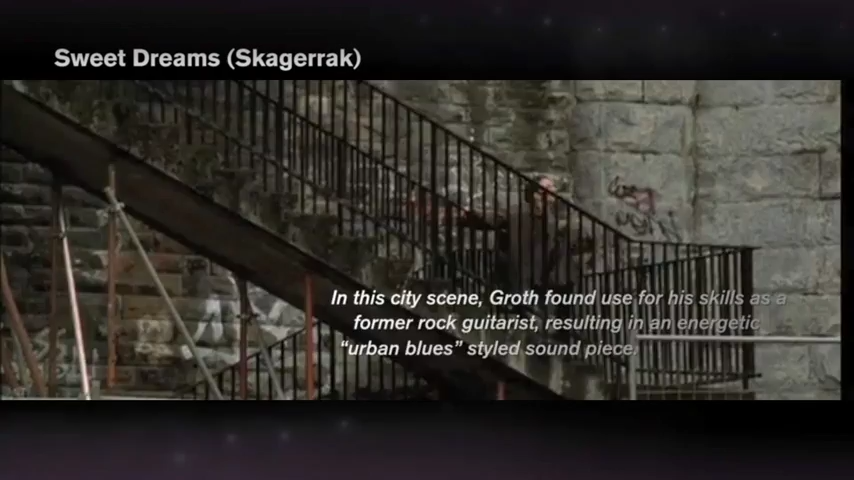 Sweet Dreams (Skagerrak)
In this city scene, Groth found use for his skills as a
former rock guitarist, resulting in an energetic
“urban blues” styled sound piece.